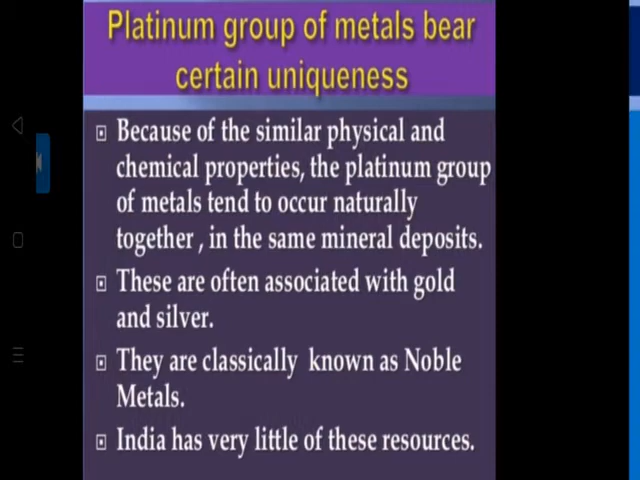 Platinum group of metals bear
certain uniqueness
Because of the similar physical and
chemical properties, the platinum group
of metals tend to occur naturally
together , in the same mineral deposits.
These are often associated with gold
and silver.
They are classically known as Noble
Metals.
India has very little of these resources.